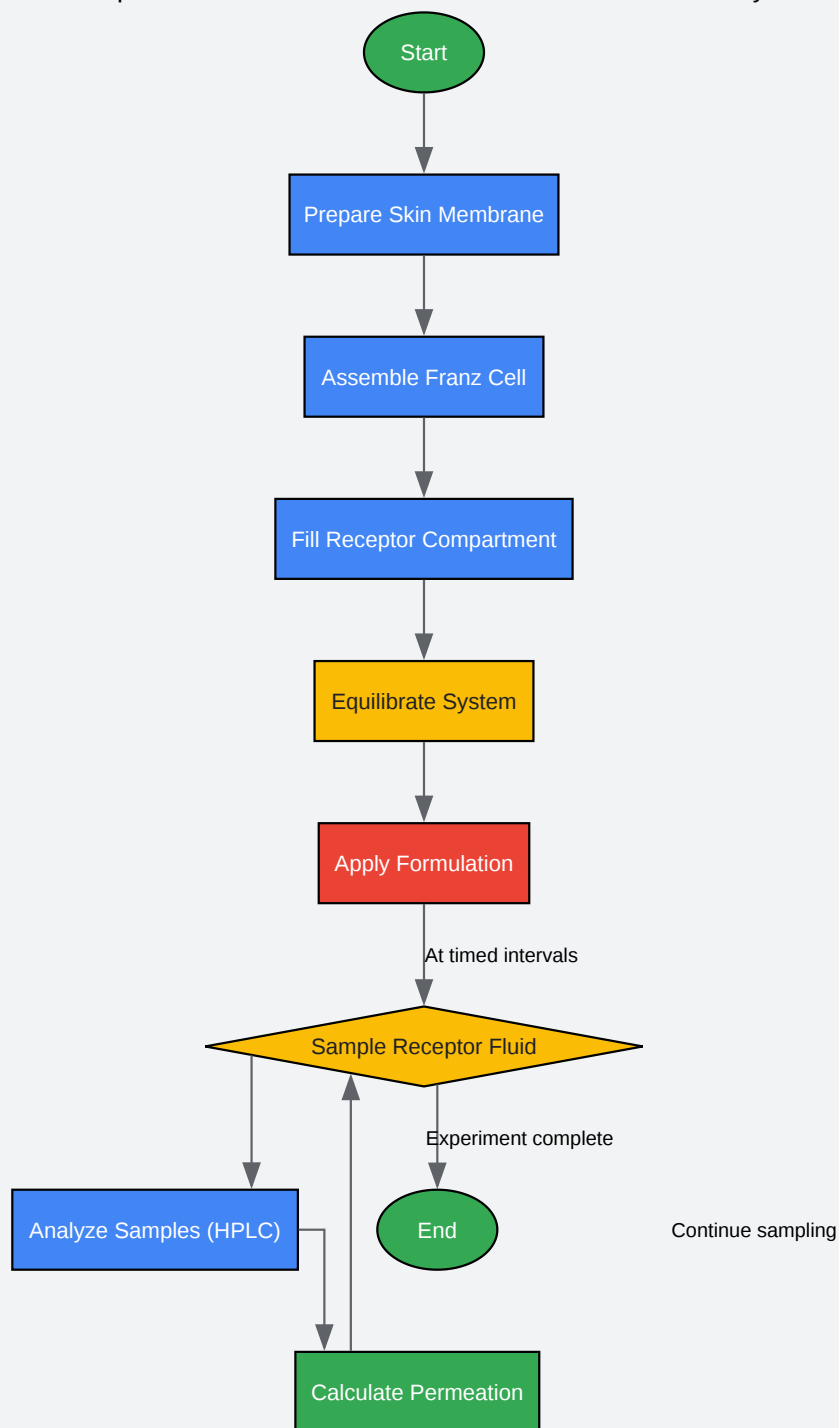 Start
Prepare Skin Membrane
Assemble Franz Cell
Fill Receptor Compartment
Equilibrate System
Apply Formulation
At timed intervals
Sample Receptor Fluid
Experiment complete
Analyze Samples (HPLC)
End
Continue sampling
Calculate Permeation